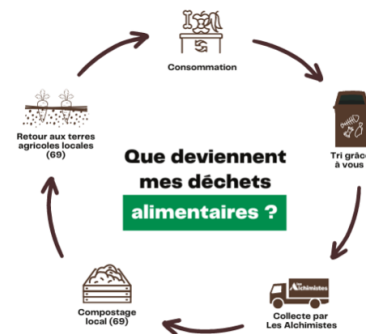 Consommation
Que deviennent
mes déchets
alimentaires ?
Tri grâce
à vous
Collecte par
Les Alchimistes
Alchimistes
Compostage
local (69)
Retour aux terres
agricoles locales
(69)